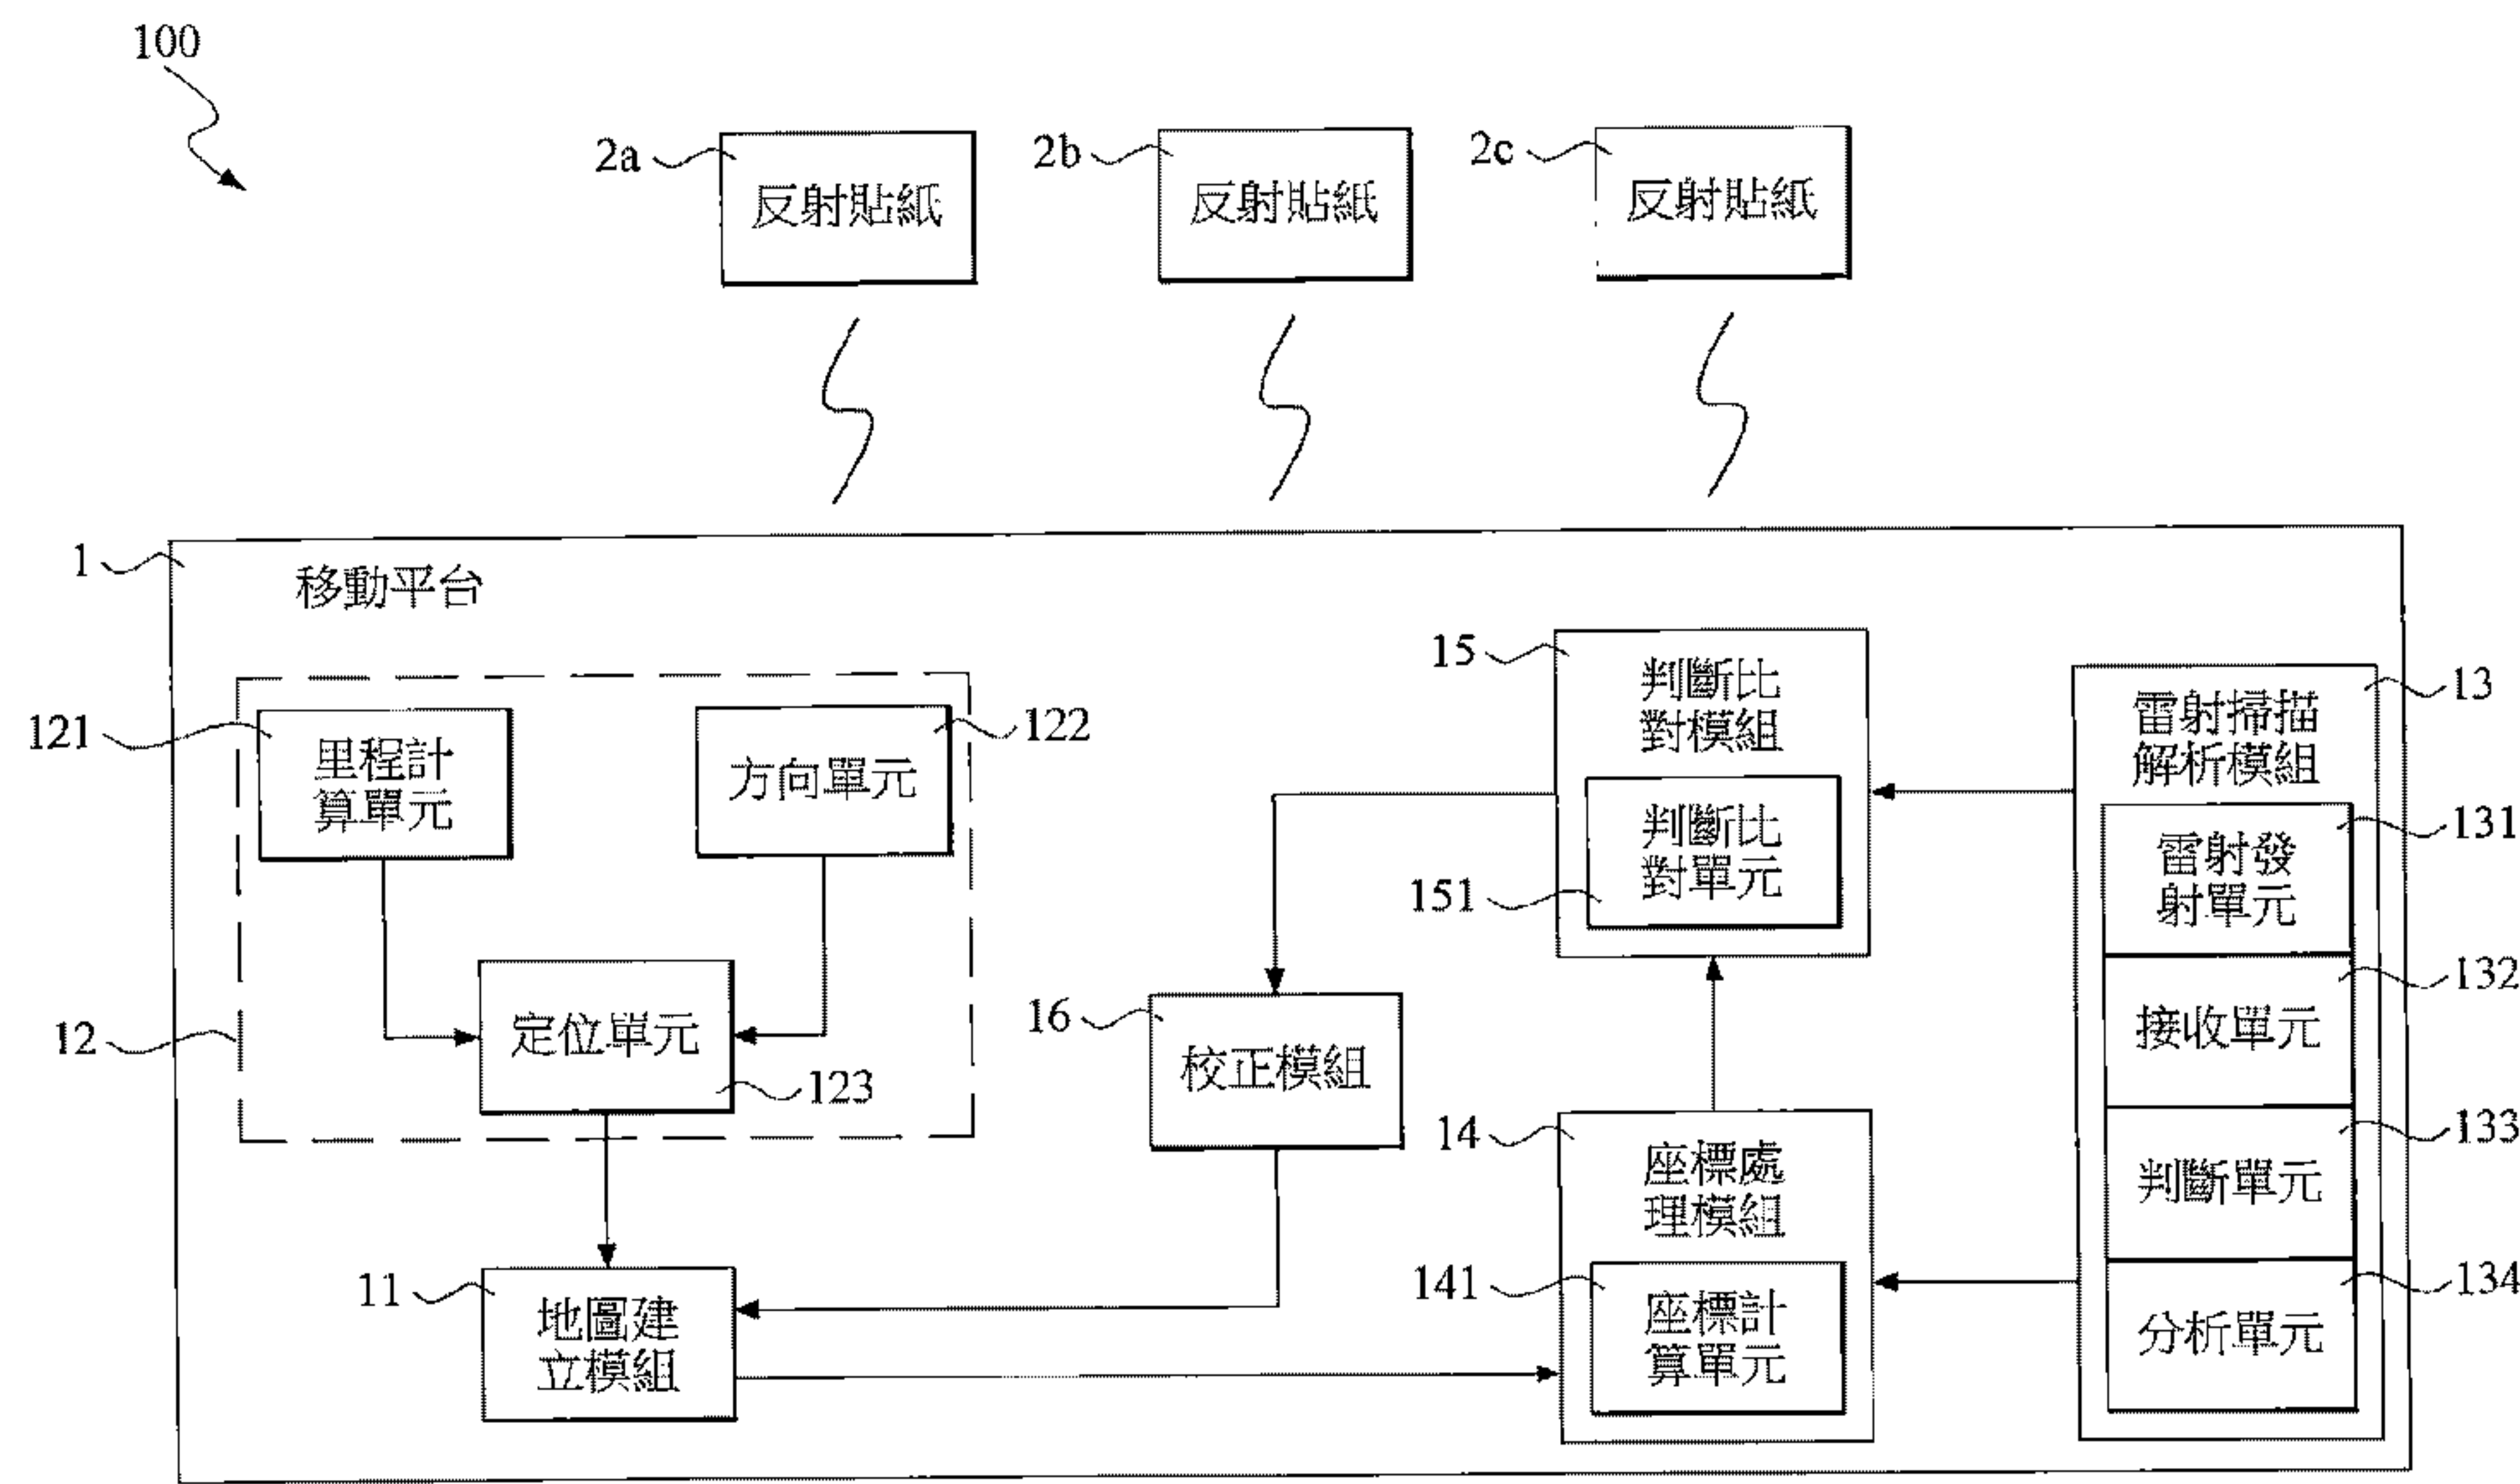 100
2a
反射貼紙
2b
反射貼紙
2c
反射貼紙
1
移動平台
12
121
里程計
算單元
122
方向單元
定位單元
123
11
地圖建
立模組
16
校正模組
15
判斷比
對模組
151
判斷比
對單元
14
座標處
理模組
141
座標計
算單元
13
雷射掃描
解析模組
131
雷射發
射單元
132
接收單元
133
判斷單元
134
分析單元